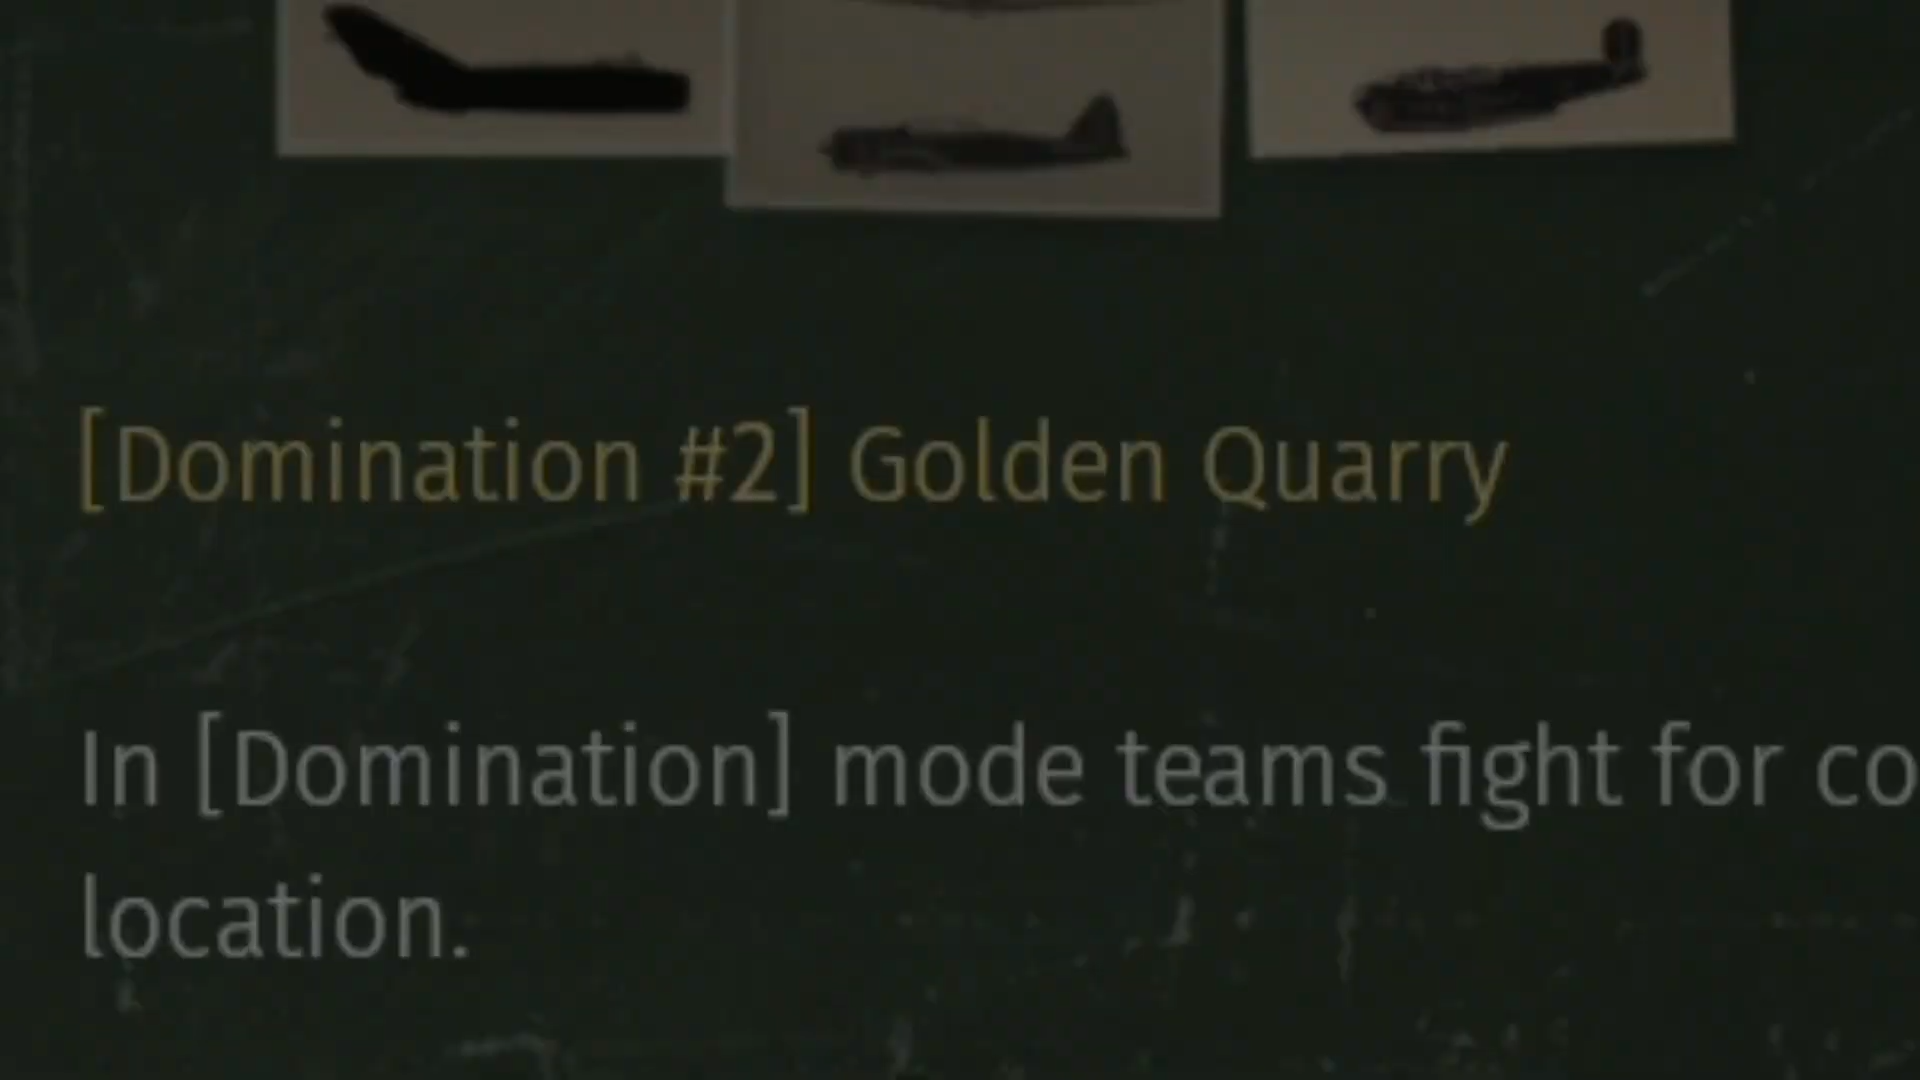 [Domination #2] Golden Quarry
In [Domination] mode teams fight for co
location.